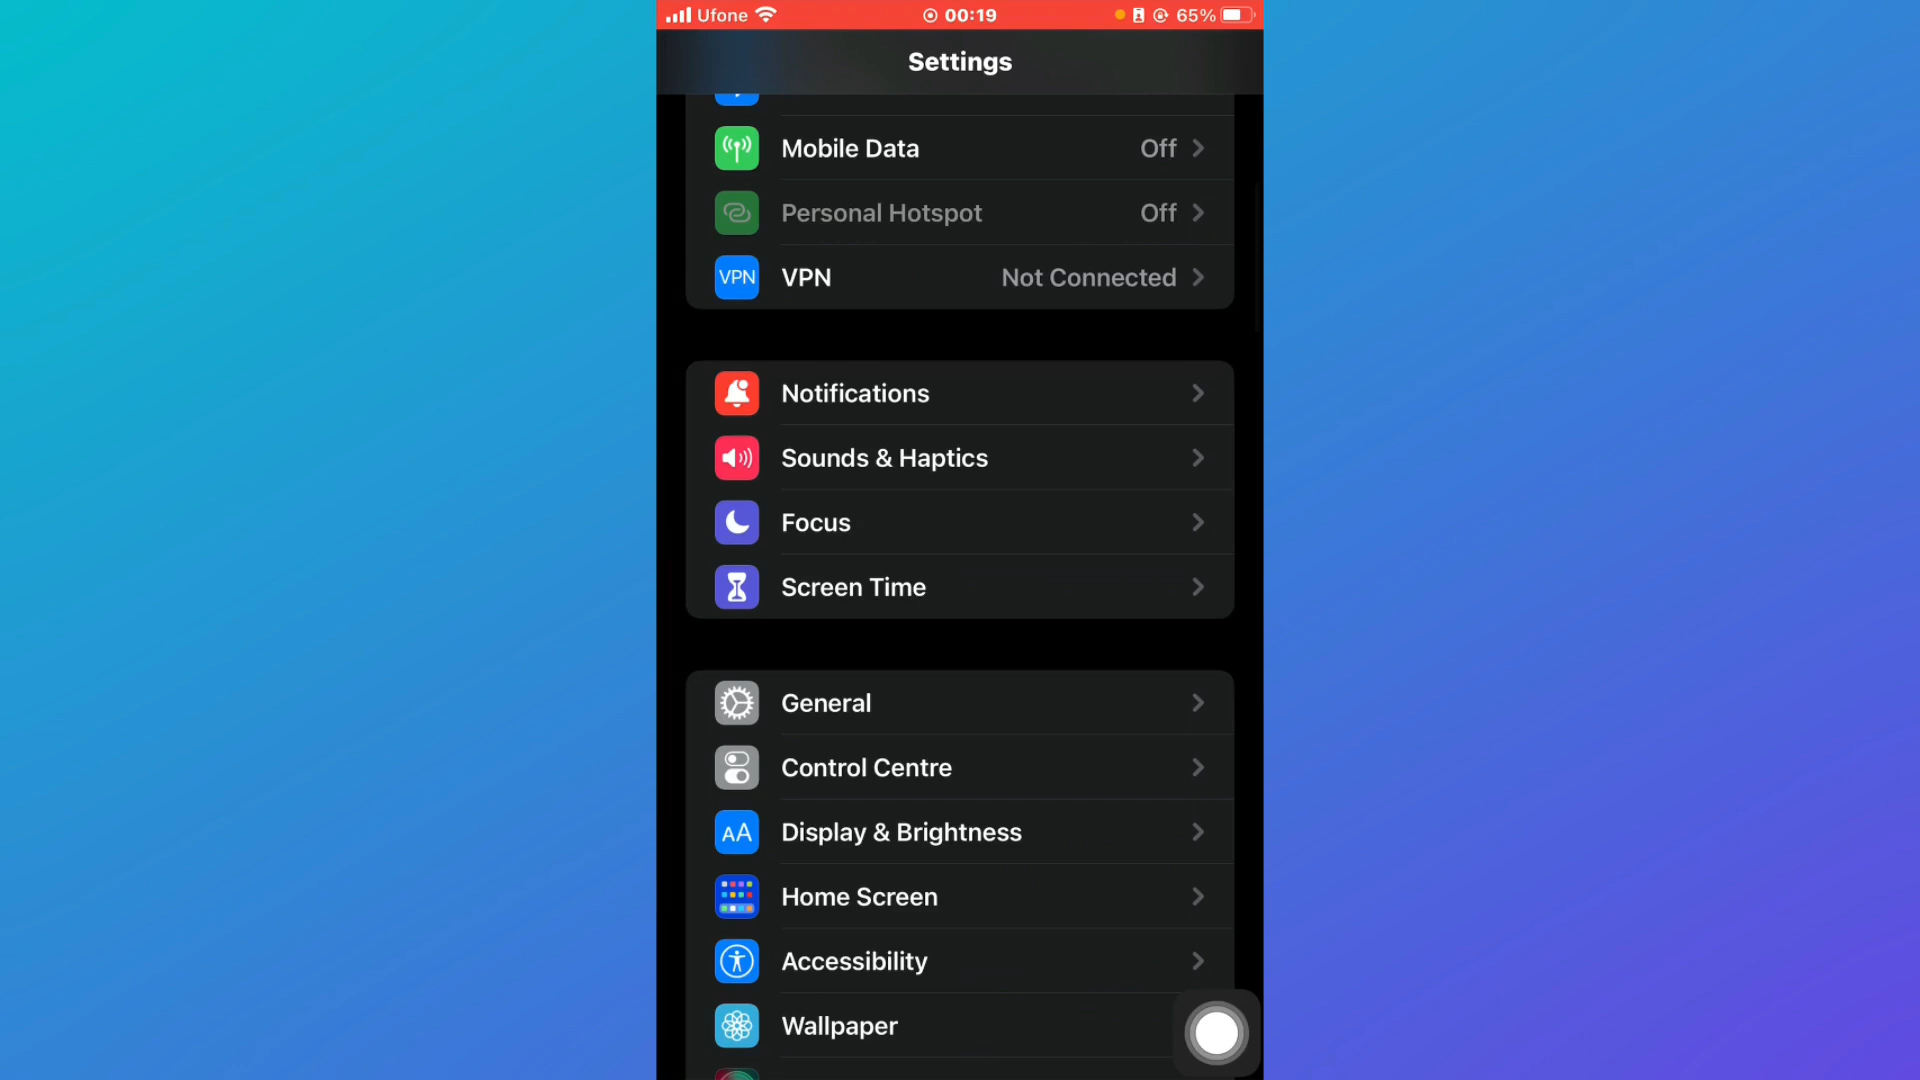 Ufone 00:19 65%
Settings
Mobile Data Off
Personal Hotspot Off
VPN VPN Not Connected
Notifications
Sounds & Haptics
Focus
Screen Time
General
Control Centre
AA Display & Brightness
Home Screen
Accessibility
Wallpaper